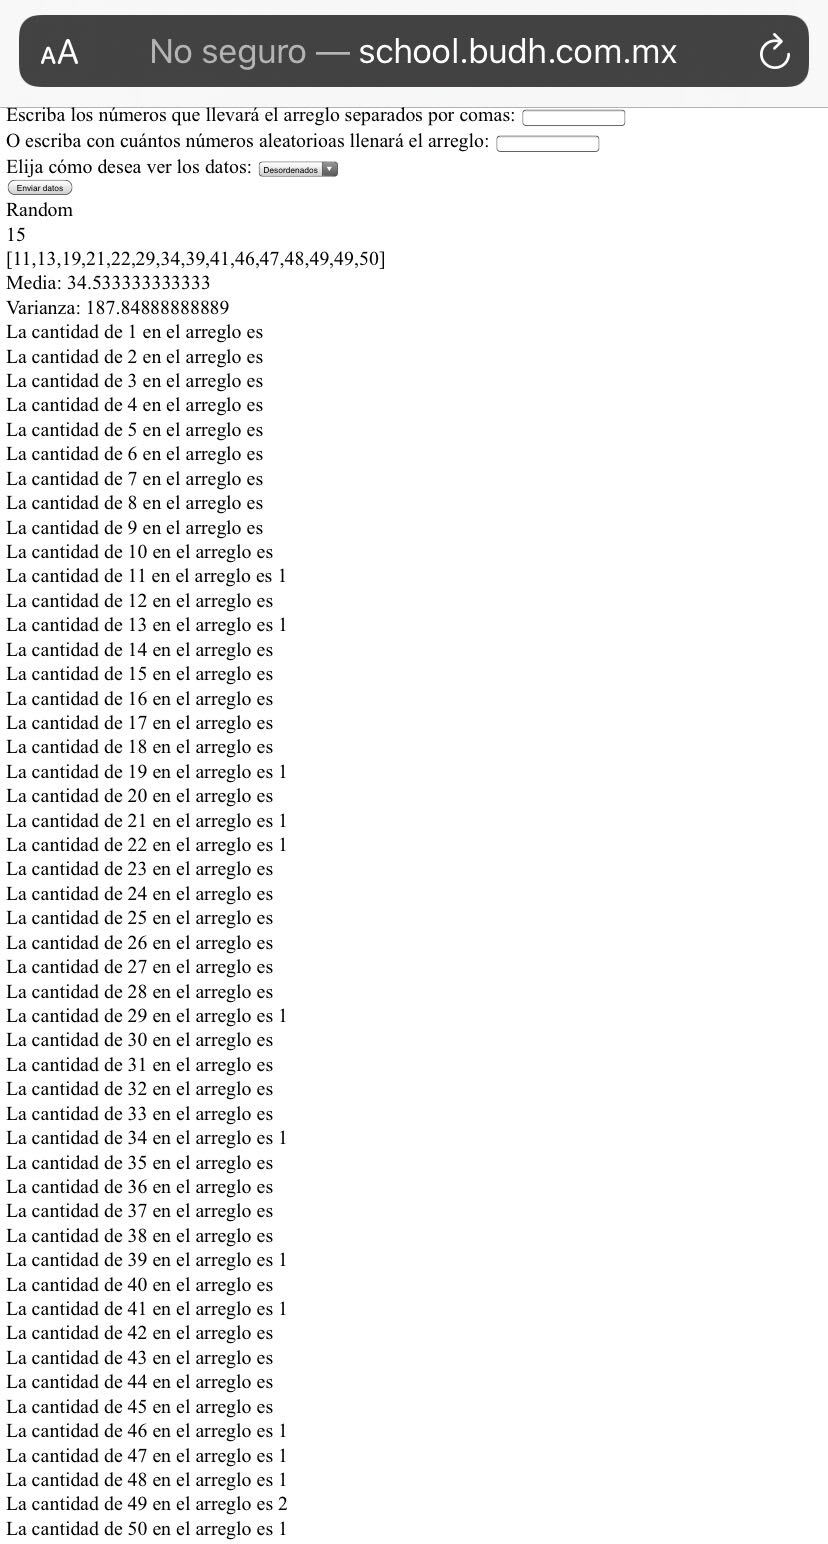 AA No seguro — school.budh.com.mx
Escriba los números que llevará el arreglo separados por comas:
O escriba con cuántos números aleatorioas llenará el arreglo:
Elija cómo desea ver los datos: Desordenados
Enviar datos
Random
15
[11,13,19,21,22,29,34,39,41,46,47,48,49,49,50]
Media: 34.533333333333
Varianza: 187.84888888889
La cantidad de 1 en el arreglo es
La cantidad de 2 en el arreglo es
La cantidad de 3 en el arreglo es
La cantidad de 4 en el arreglo es
La cantidad de 5 en el arreglo es
La cantidad de 6 en el arreglo es
La cantidad de 7 en el arreglo es
La cantidad de 8 en el arreglo es
La cantidad de 9 en el arreglo es
La cantidad de 10 en el arreglo es
La cantidad de 11 en el arreglo es 1
La cantidad de 12 en el arreglo es
La cantidad de 13 en el arreglo es 1
La cantidad de 14 en el arreglo es
La cantidad de 15 en el arreglo es
La cantidad de 16 en el arreglo es
La cantidad de 17 en el arreglo es
La cantidad de 18 en el arreglo es
La cantidad de 19 en el arreglo es 1
La cantidad de 20 en el arreglo es
La cantidad de 21 en el arreglo es 1
La cantidad de 22 en el arreglo es 1
La cantidad de 23 en el arreglo es
La cantidad de 24 en el arreglo es
La cantidad de 25 en el arreglo es
La cantidad de 26 en el arreglo es
La cantidad de 27 en el arreglo es
La cantidad de 28 en el arreglo es
La cantidad de 29 en el arreglo es 1
La cantidad de 30 en el arreglo es
La cantidad de 31 en el arreglo es
La cantidad de 32 en el arreglo es
La cantidad de 33 en el arreglo es
La cantidad de 34 en el arreglo es 1
La cantidad de 35 en el arreglo es
La cantidad de 36 en el arreglo es
La cantidad de 37 en el arreglo es
La cantidad de 38 en el arreglo es
La cantidad de 39 en el arreglo es 1
La cantidad de 40 en el arreglo es
La cantidad de 41 en el arreglo es 1
La cantidad de 42 en el arreglo es
La cantidad de 43 en el arreglo es
La cantidad de 44 en el arreglo es
La cantidad de 45 en el arreglo es
La cantidad de 46 en el arreglo es 1
La cantidad de 47 en el arreglo es 1
La cantidad de 48 en el arreglo es 1
La cantidad de 49 en el arreglo es 2
La cantidad de 50 en el arreglo es 1